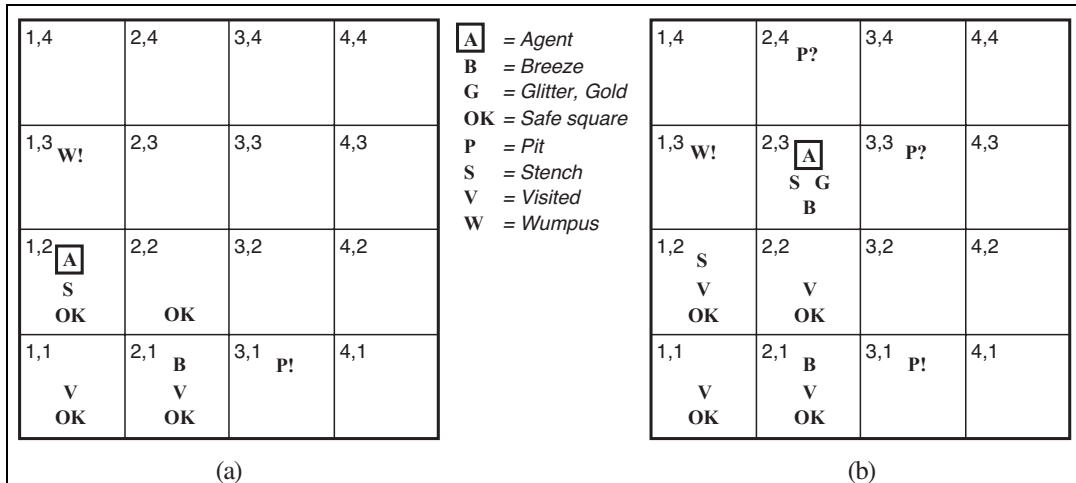 1,4 2,4 3,4 4,4
1,3 W! 2,3 3,3 4,3
1,2 A 2,2 3,2 4,2
S
OK OK
1,1 2,1 B 3,1 P! 4,1
V V
OK OK
(a)
A = Agent
B = Breeze
G = Glitter, Gold
OK = Safe square
P = Pit
S = Stench
V = Visited
W = Wumpus
1,4 2,4 P? 3,4 4,4
1,3 W! 2,3 A 3,3 P? 4,3
S G
B
1,2 S 2,2 3,2 4,2
V V
OK OK
1,1 2,1 B 3,1 P! 4,1
V V
OK OK
(b)